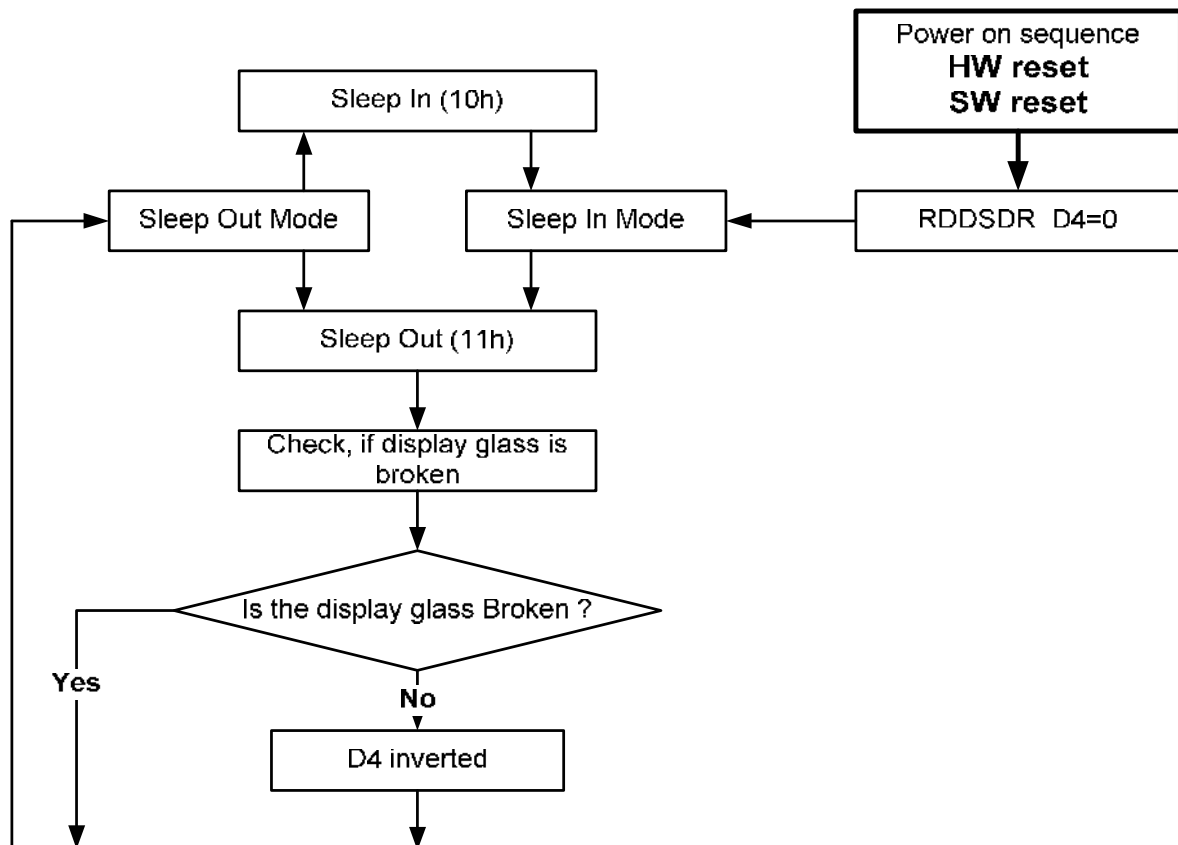 Power on sequence
HW reset
SW reset
Sleep In (10h)
Sleep Out Mode
Sleep In Mode
RDDSDR D4=0
Sleep Out (11h)
Check, if display glass is
broken
Is the display glass Broken ?
Yes
No
D4 inverted